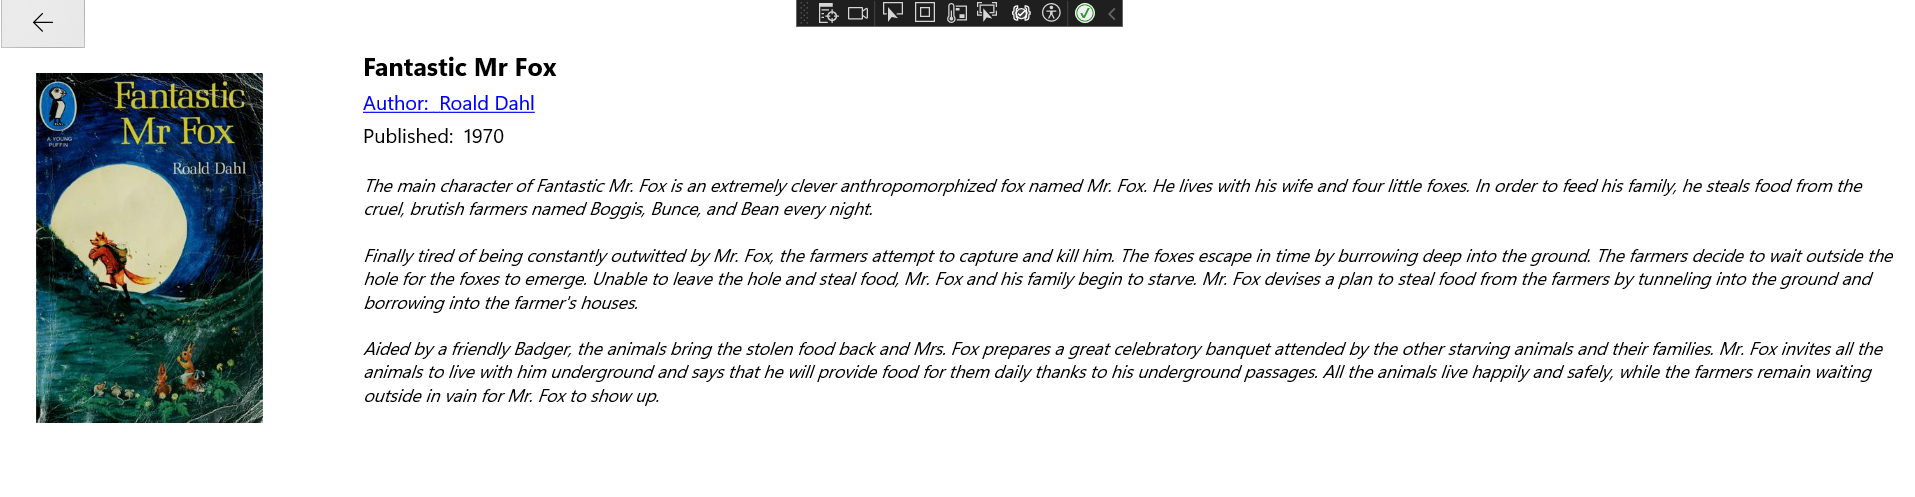 Fantastic Mr Fox
Author:  Roald Dahl
Published:  1970
Fantastic
Mr Fox
A YOUNG
PUFFIN
Roald Dahl
The main character of Fantastic Mr. Fox is an extremely clever anthropomorphized fox named Mr. Fox. He lives with his wife and four little foxes. In order to feed his family, he steals food from the
cruel, brutish farmers named Boggis, Bunce, and Bean every night.
Finally tired of being constantly outwitted by Mr. Fox, the farmers attempt to capture and kill him. The foxes escape in time by burrowing deep into the ground. The farmers decide to wait outside the
hole for the foxes to emerge. Unable to leave the hole and steal food, Mr. Fox and his family begin to starve. Mr. Fox devises a plan to steal food from the farmers by tunneling into the ground and
borrowing into the farmer's houses.
Aided by a friendly Badger, the animals bring the stolen food back and Mrs. Fox prepares a great celebratory banquet attended by the other starving animals and their families. Mr. Fox invites all the
animals to live with him underground and says that he will provide food for them daily thanks to his underground passages. All the animals live happily and safely, while the farmers remain waiting
outside in vain for Mr. Fox to show up.